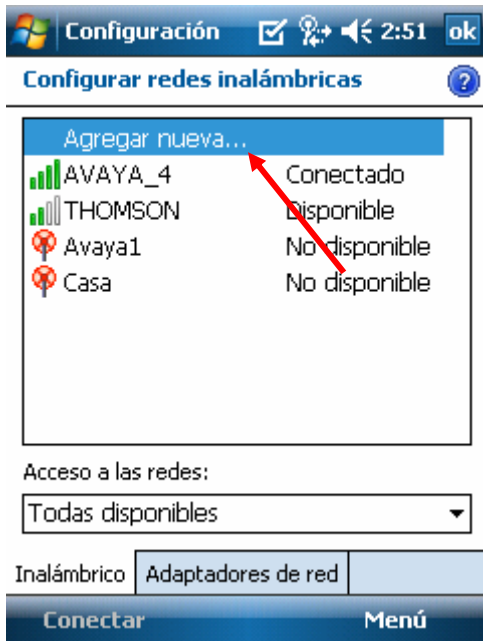 Configuración 2:51 ok
Configurar redes inalámbricas ?
Agregar nueva...
AVAYA_4 Conectado
THOMSON Disponible
Avaya1 No disponible
Casa No disponible
Acceso a las redes:
Todas disponibles
Inalámbrico Adaptadores de red
Conectar Menú